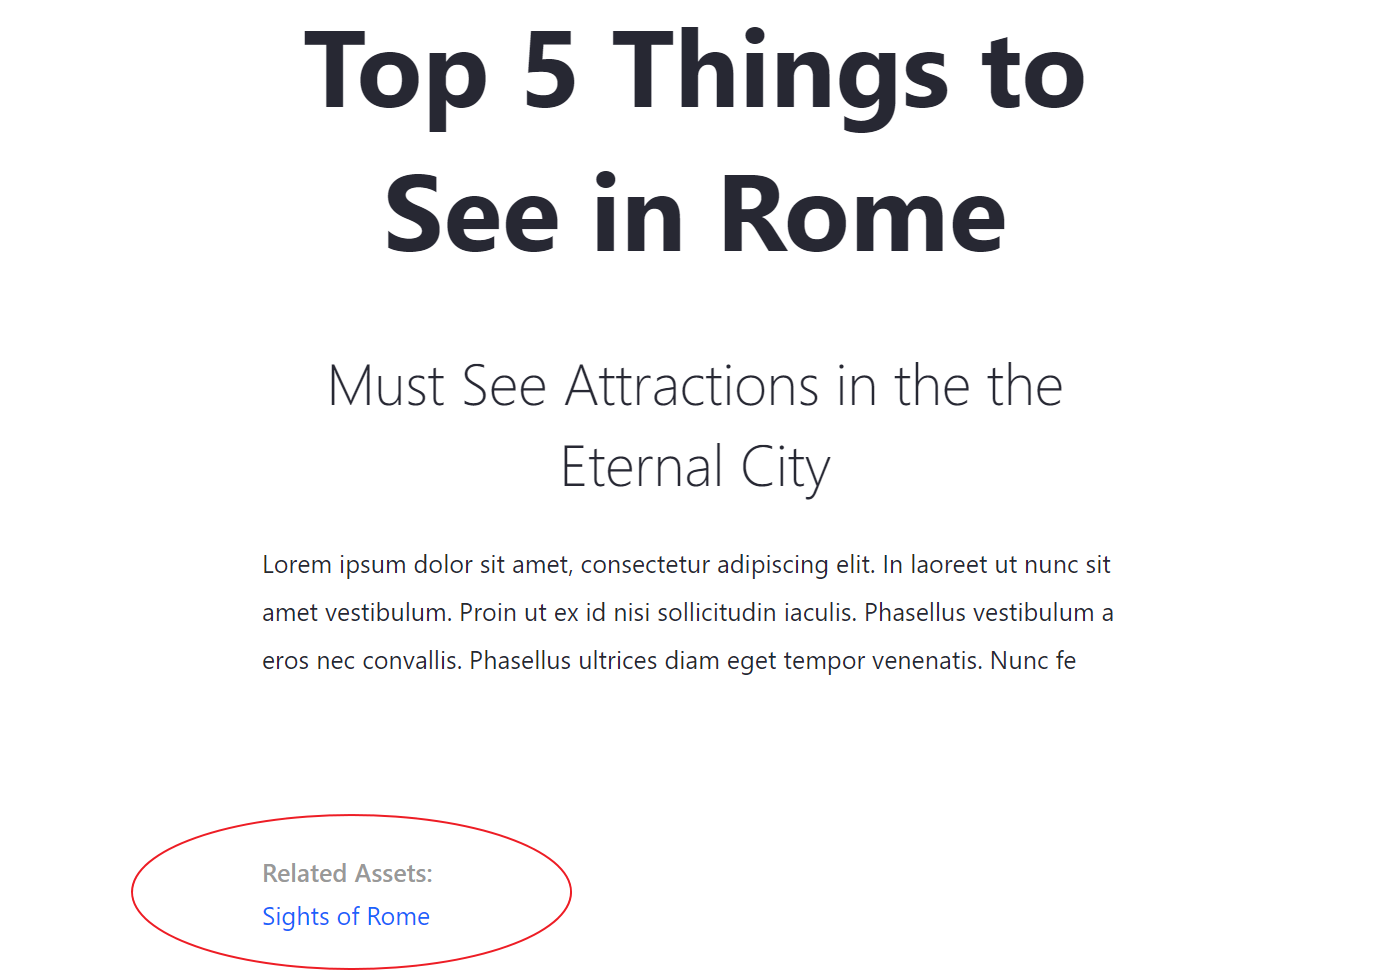 Top 5 Things to
See in Rome
Must See Attractions in the the
Eternal City
Lorem ipsum dolor sit amet, consectetur adipiscing elit. In laoreet ut nunc sit
amet vestibulum. Proin ut ex id nisi sollicitudin iaculis. Phasellus vestibulum a
eros nec convallis. Phasellus ultrices diam eget tempor venenatis. Nunc fe
Related Assets:
Sights of Rome